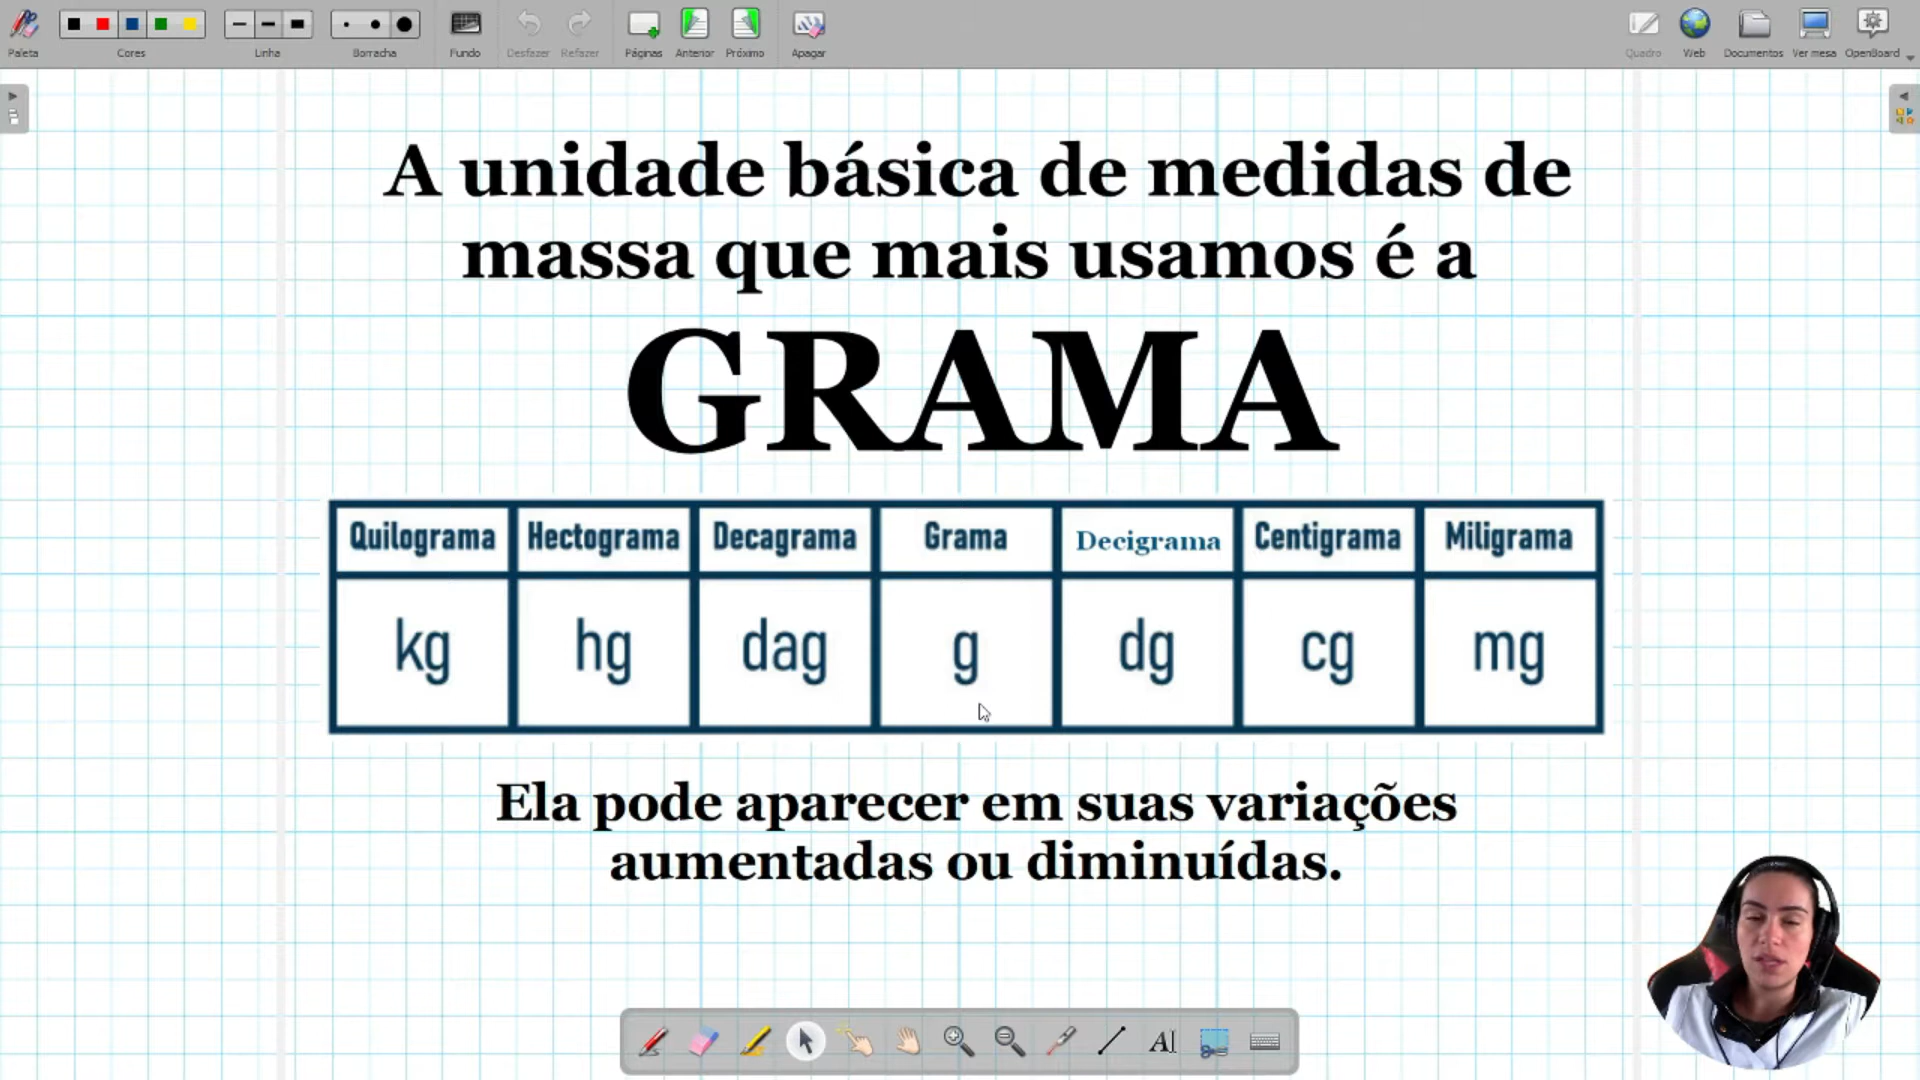 Paleta Cores Linha Borracha Fundo Desfazer Refazer Páginas Anterior Próximo Apagar Quadro Web Documentos Ver mesa OpenBoard
A unidade básica de medidas de
massa que mais usamos é a
GRAMA
Quilograma Hectograma Decagrama Grama Decigrama Centigrama Miligrama
kg hg dag g dg cg mg
Ela pode aparecer em suas variações
aumentadas ou diminuídas.
AI